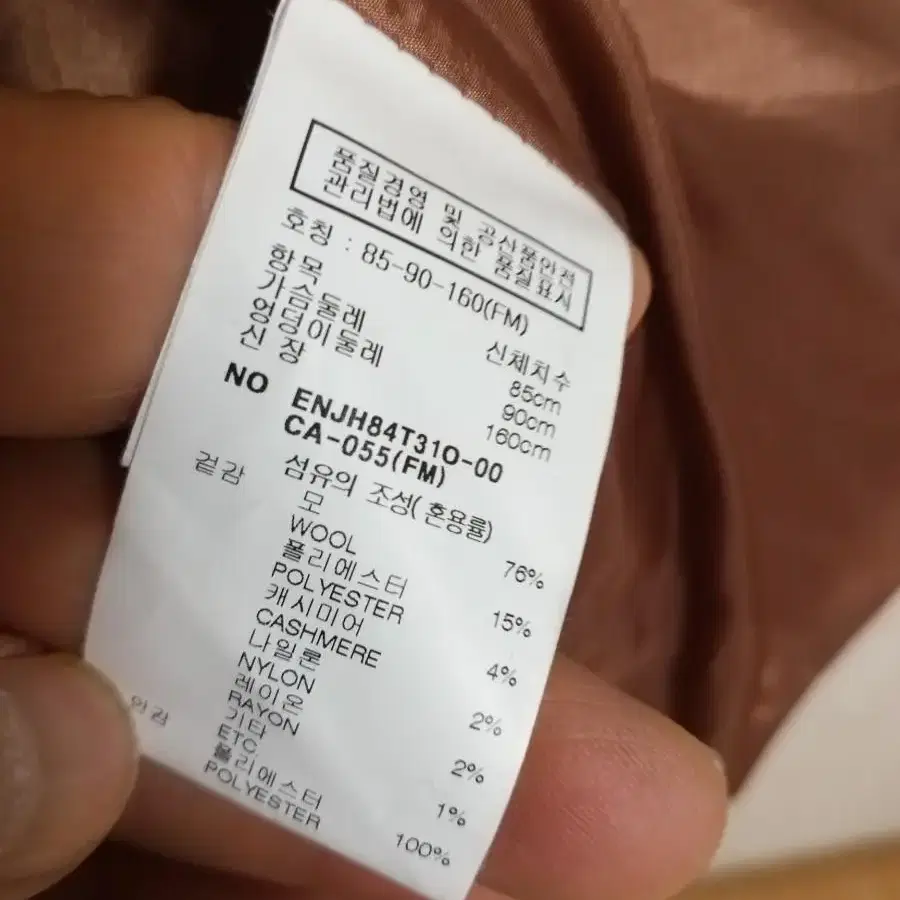 품질경영 및 공산품안전
관리법에 의한 품질표시
호칭 : 85-90-160(FM)
항목 신체치수
가슴둘레 85cm
엉덩이둘레 90cm
신장 160cm
NO ENJH84T310-00
CA-055(FM)
섬유의 조성(혼용률)
겉감 모
WOOL 76%
폴리에스터
POLYESTER 15%
캐시미어
CASHMERE 4%
나일론
NYLON 2%
레이온
RAYON 2%
기타
ETC 1%
안감 폴리에스터
POLYESTER 100%